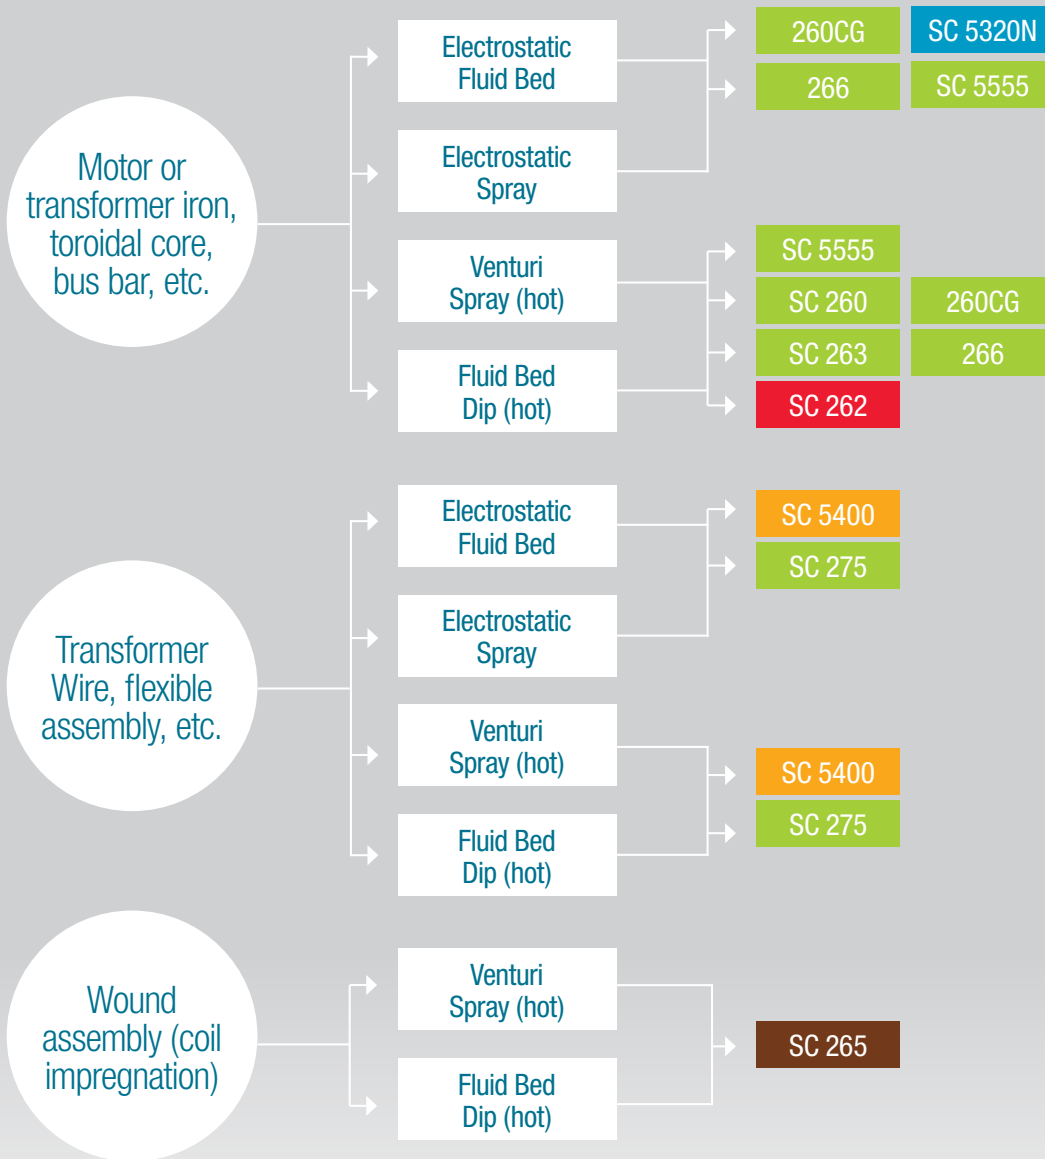 Motor or
transformer iron,
toroidal core,
bus bar, etc.
Electrostatic
Fluid Bed
Electrostatic
Spray
Venturi
Spray (hot)
Fluid Bed
Dip (hot)
260CG
SC 5320N
266
SC 5555
SC 5555
SC 260
260CG
SC 263
266
SC 262
Transformer
Wire, flexible
assembly, etc.
Electrostatic
Fluid Bed
Electrostatic
Spray
Venturi
Spray (hot)
Fluid Bed
Dip (hot)
SC 5400
SC 275
SC 5400
SC 275
Wound
assembly (coil
impregnation)
Venturi
Spray (hot)
Fluid Bed
Dip (hot)
SC 265